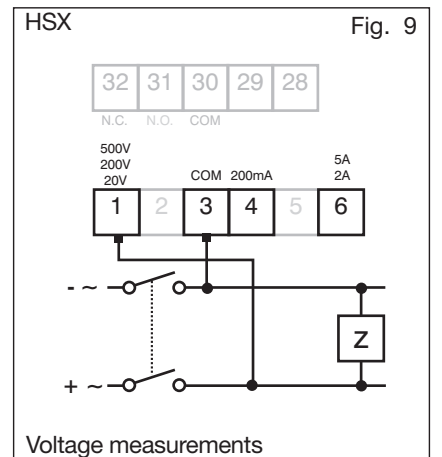 HSX Fig. 9
32 31 30 29 28
N.C. N.O. COM
500V
200V
20V
COM 200mA
5A
2A
1 2 3 4 5 6
- ~
Z
+ ~
Voltage measurements